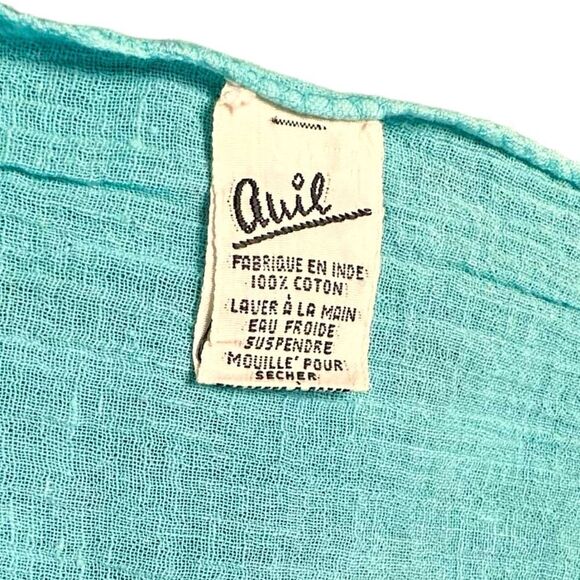 Anil
FABRIQUE EN INDE
100% COTON
LAVER À LA MAIN
EAU FROIDE
SUSPENDRE
MOUILLE' POUR
SECHER